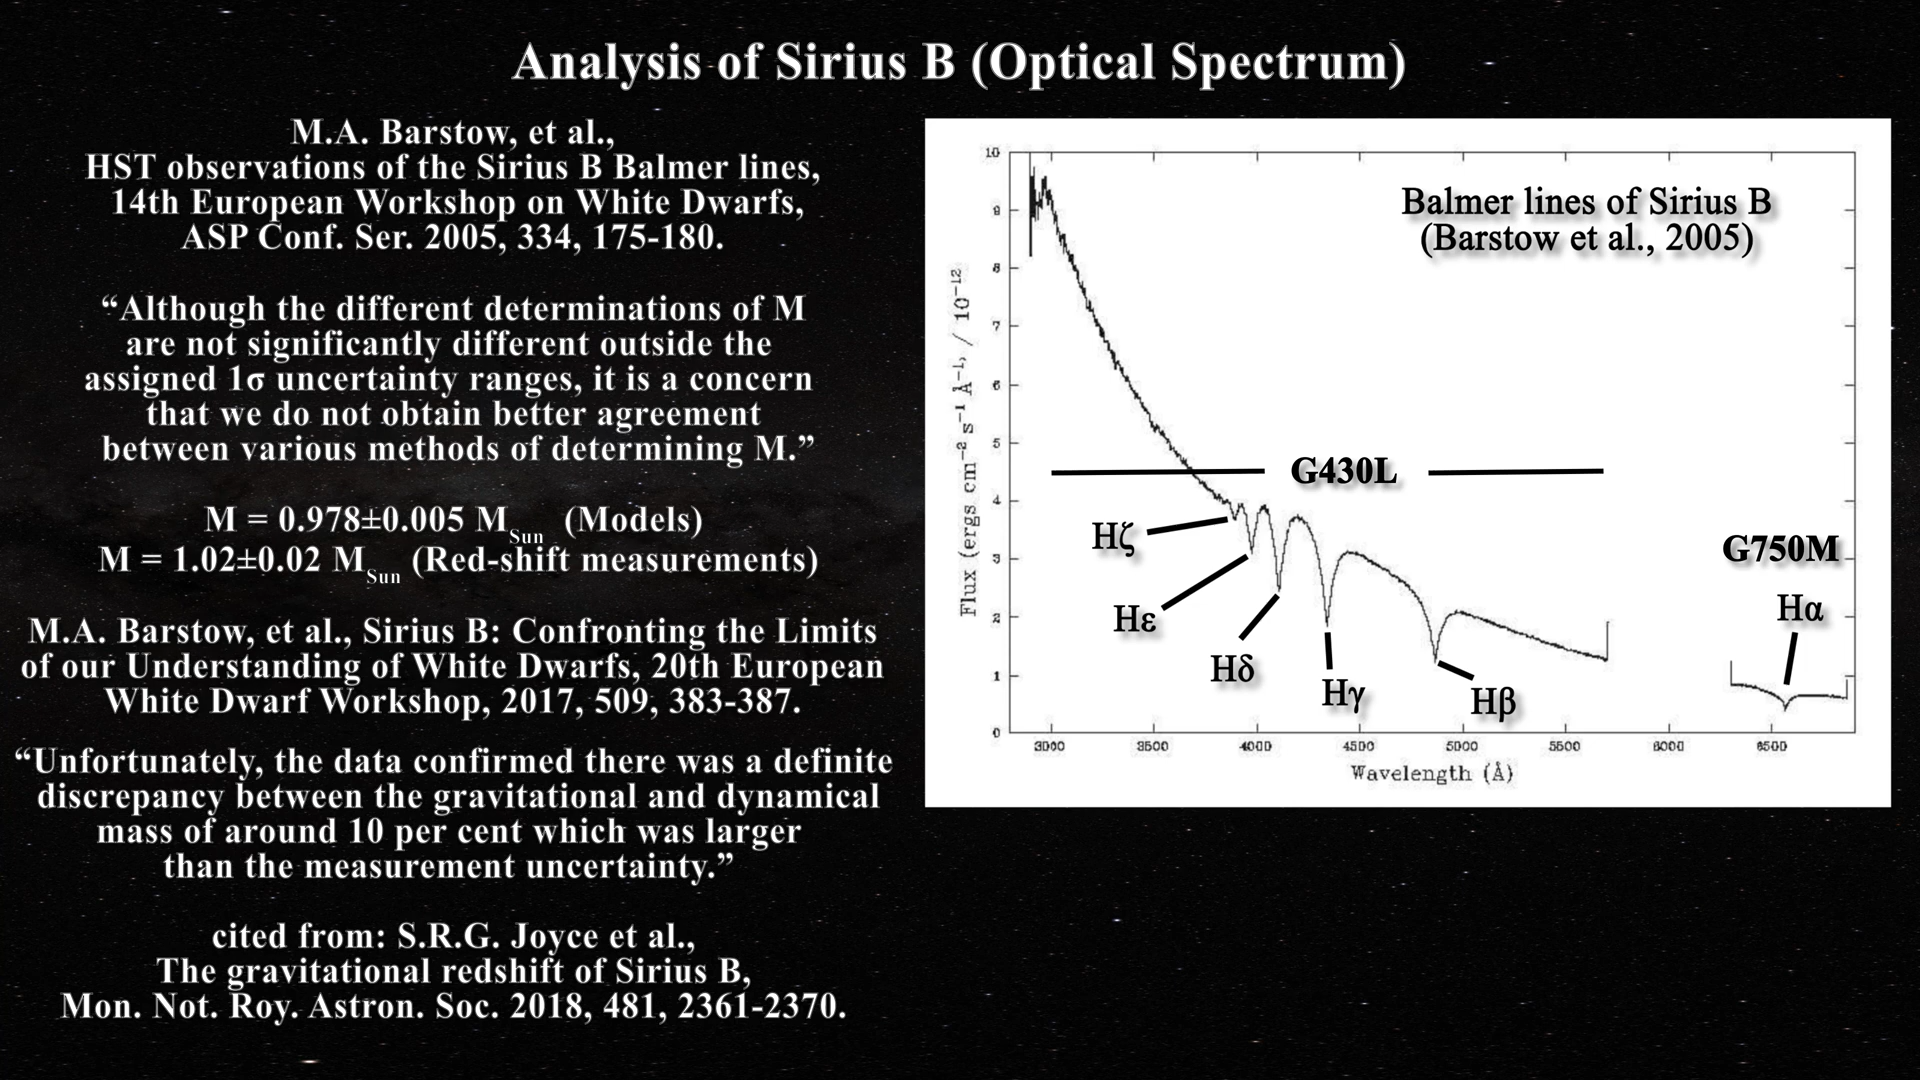 Analysis of Sirius B (Optical Spectrum)
M.A. Barstow, et al.,
HST observations of the Sirius B Balmer lines,
14th European Workshop on White Dwarfs,
ASP Conf. Ser. 2005, 334, 175-180.
“Although the different determinations of M
are not significantly different outside the
assigned 1σ uncertainty ranges, it is a concern
that we do not obtain better agreement
between various methods of determining M.”
M = 0.978±0.005 M Sun (Models)
M = 1.02±0.02 M Sun (Red-shift measurements)
M.A. Barstow, et al., Sirius B: Confronting the Limits
of our Understanding of White Dwarfs, 20th European
White Dwarf Workshop, 2017, 509, 383-387.
“Unfortunately, the data confirmed there was a definite
discrepancy between the gravitational and dynamical
mass of around 10 per cent which was larger
than the measurement uncertainty.”
cited from: S.R.G. Joyce et al.,
The gravitational redshift of Sirius B,
Mon. Not. Roy. Astron. Soc. 2018, 481, 2361-2370.
Balmer lines of Sirius B
(Barstow et al., 2005)
10
9
8
7
6
5
4
3
2
1
0
Flux (ergs cm⁻² s⁻¹ Å⁻¹, / 10⁻¹²
G430L
G750M
Hζ
Hε
Hδ
Hγ
Hβ
Hα
3000 3500 4000 4500 5000 5500 6000 6500
Wavelength (Å)